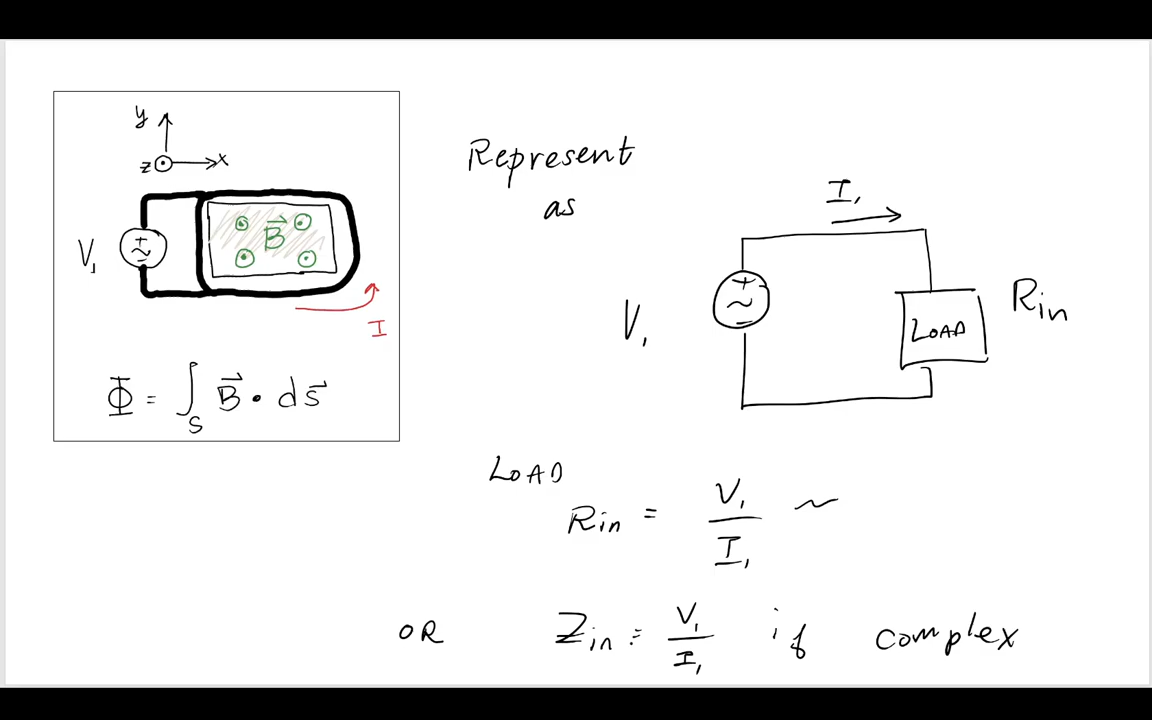 y
z x
V₁ + ~ B⃗
I
Φ = ∫S B⃗ • ds⃗
Represent
as
I₁
V₁ + ~ − LOAD Rin
LOAD
Rin = V₁ / I₁ ~
OR Zin = V₁ / I₁ if complex